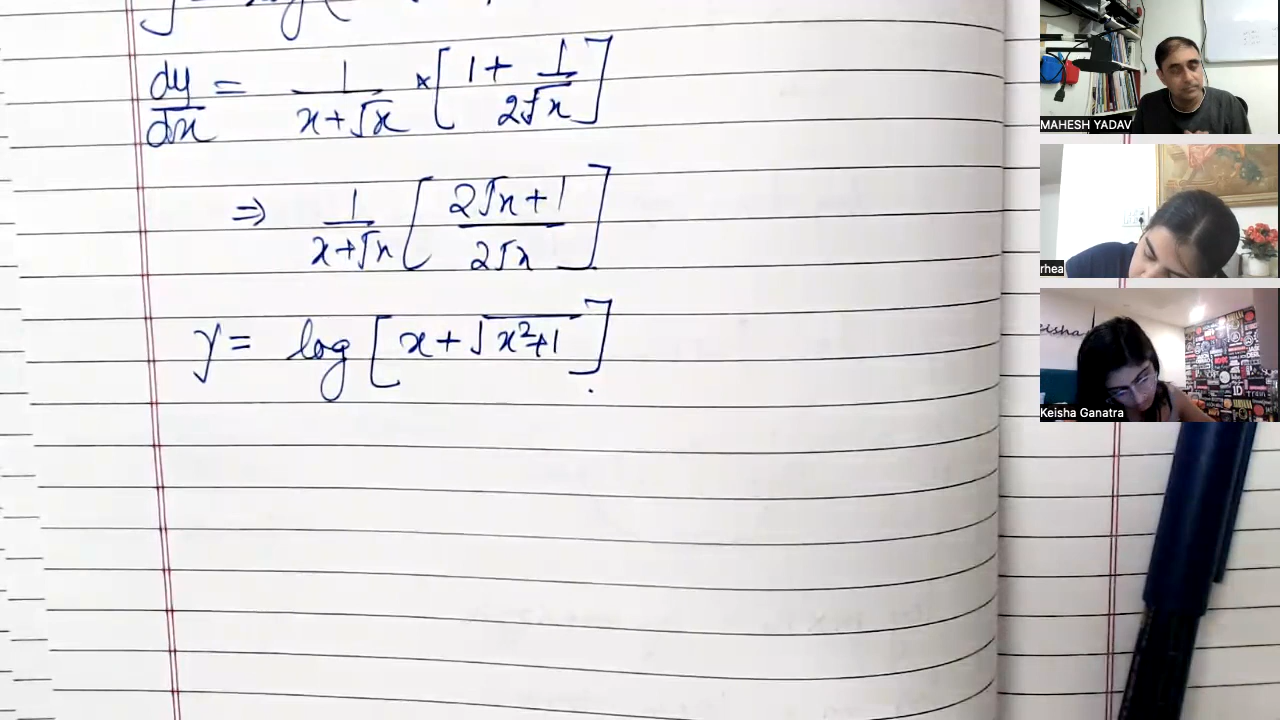 dy/dx = 1/(x+√x) × [1 + 1/(2√x)]
⇒ 1/(x+√x) [(2√x+1)/(2√x)]
y = log [x + √(x²+1)]
MAHESH YADAV
rhea
Keisha Ganatra